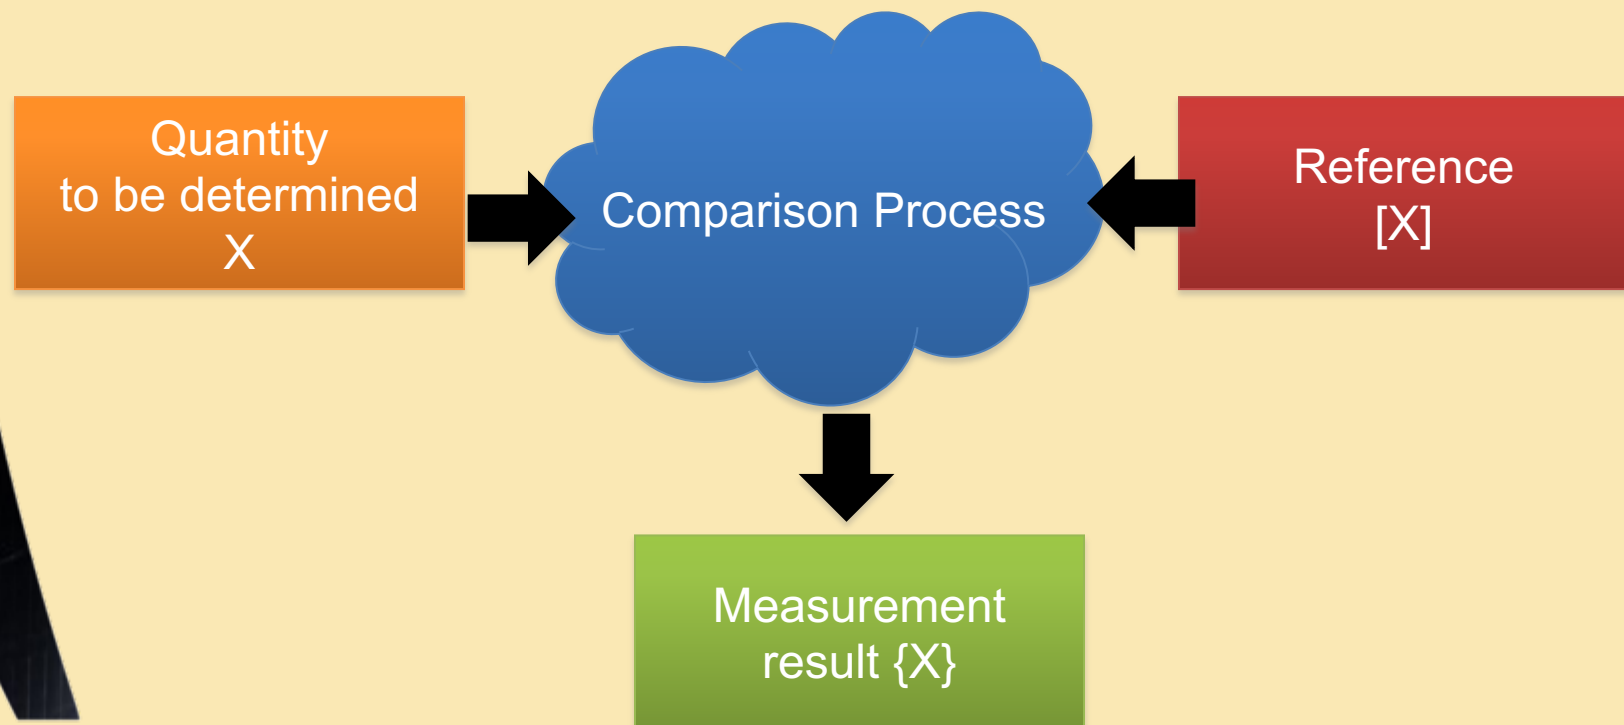 Quantity
to be determined
X
Comparison Process
Reference
[X]
Measurement
result {X}